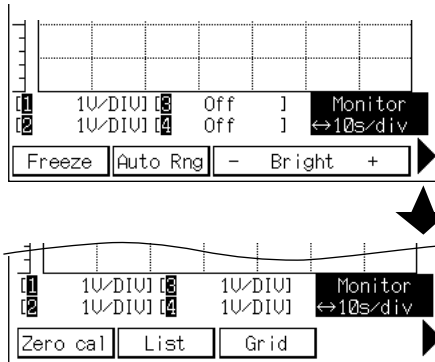 [1 1V/DIV] [3 Off ] Monitor
[2 1V/DIV] [4 Off ] ↔10s/div
Freeze Auto Rng - Bright +
[1 1V/DIV] [3 1V/DIV] Monitor
[2 1V/DIV] [4 1V/DIV] ↔10s/div
Zero cal List Grid